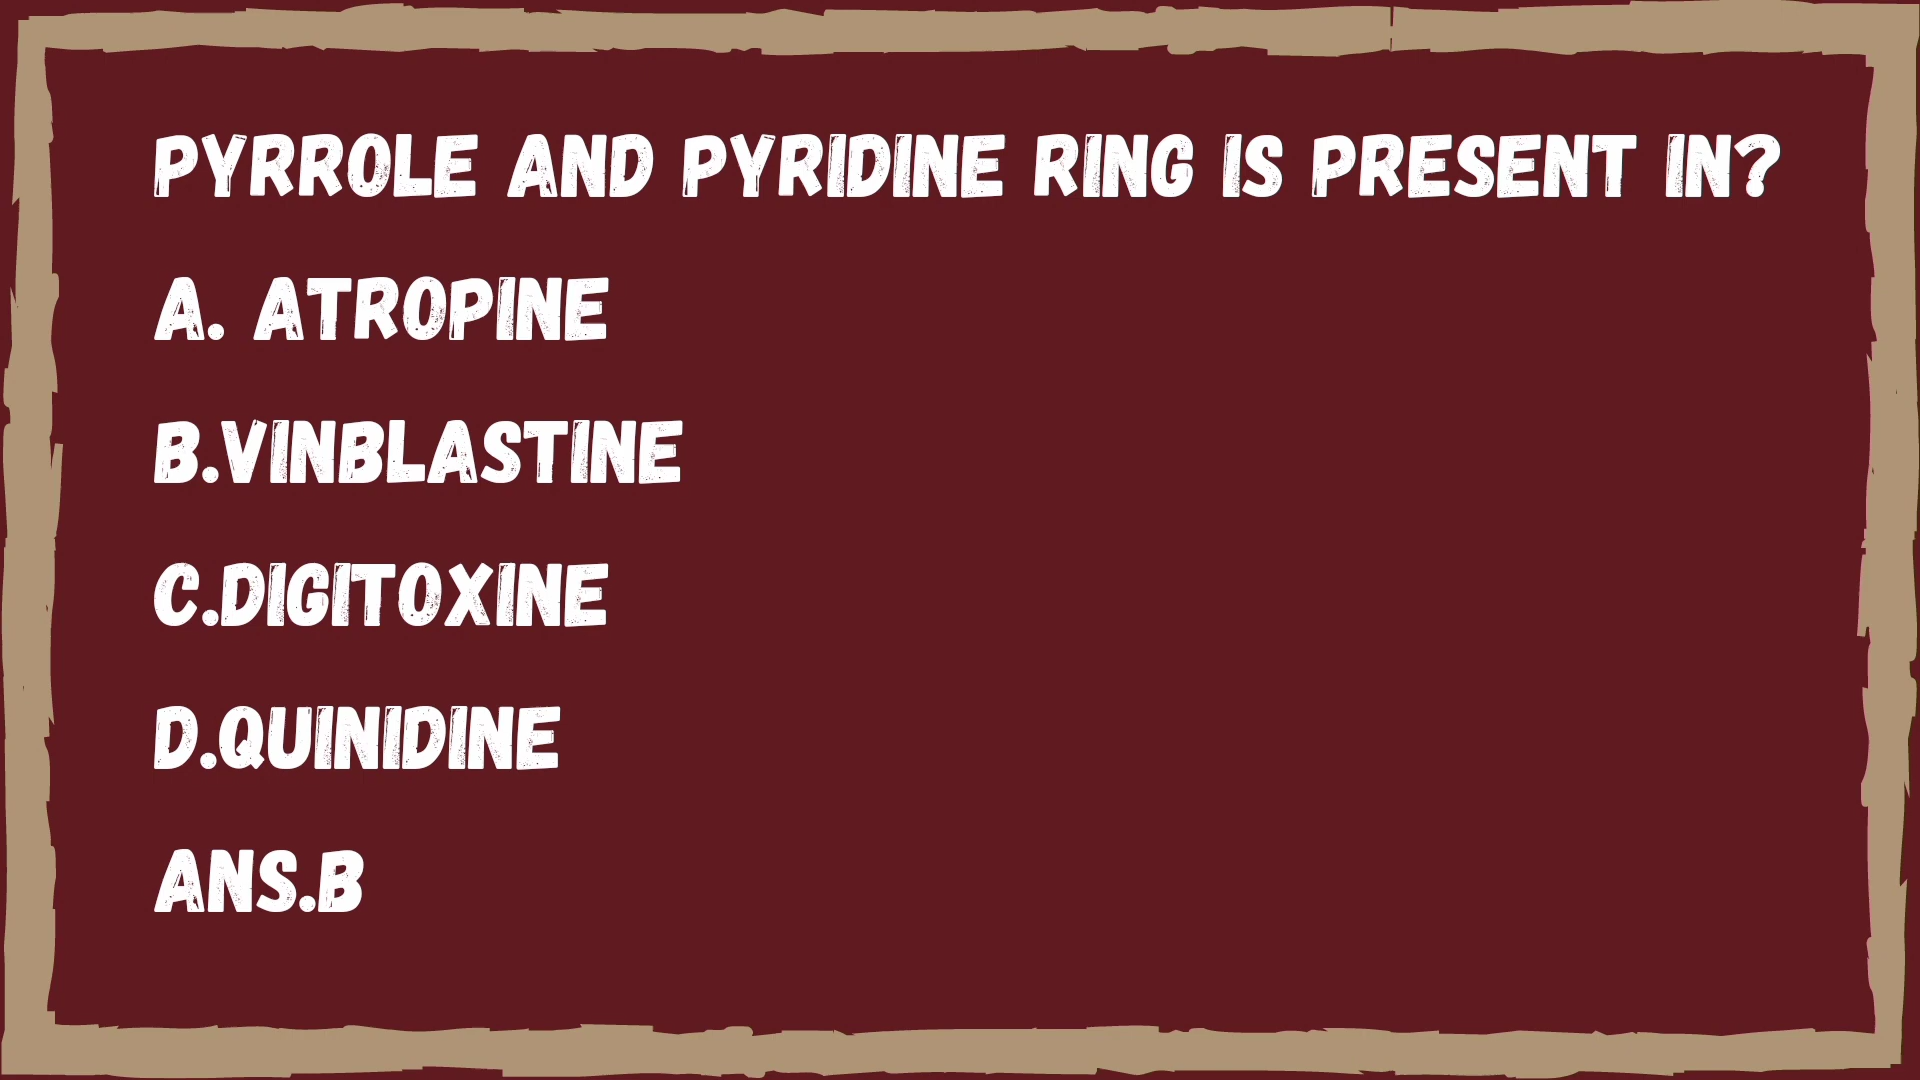 PYRROLE AND PYRIDINE RING IS PRESENT IN?
A. ATROPINE
B.VINBLASTINE
C.DIGITOXINE
D.QUINIDINE
ANS.B